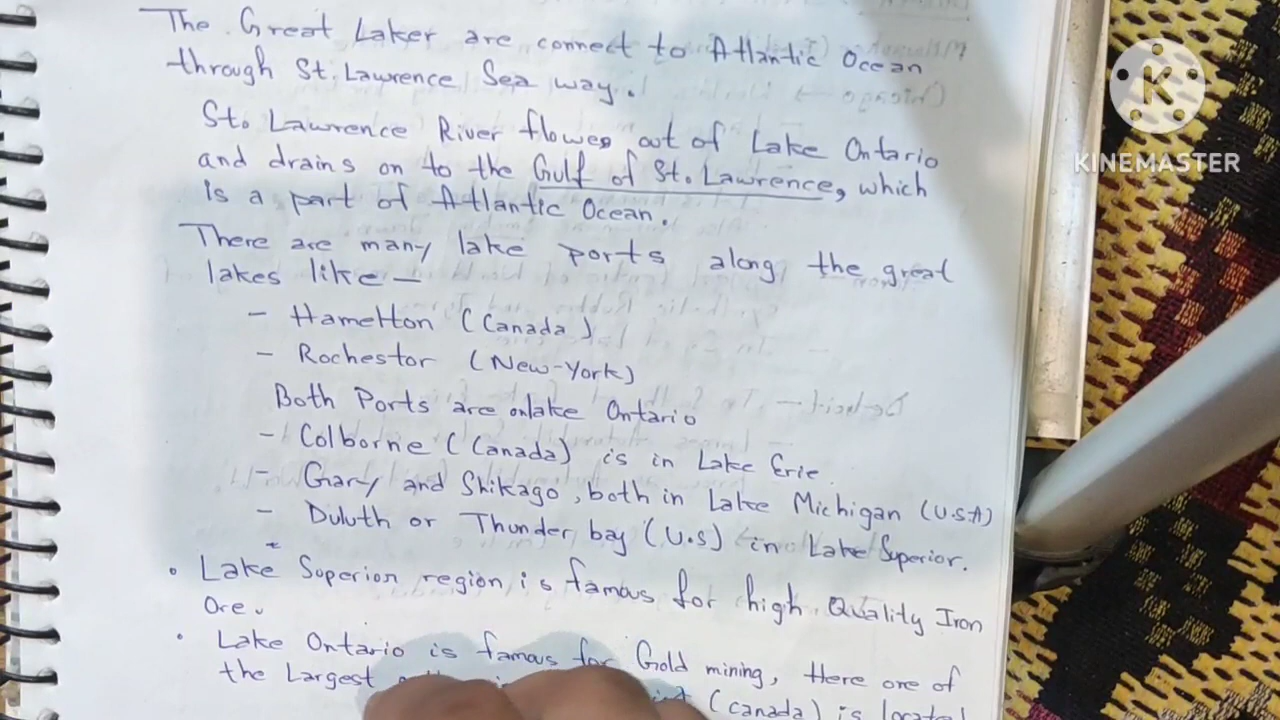 The Great Laker are connect to Atlantic Ocean
through St. Lawrence Sea way.
St. Lawrence River flowes out of Lake Ontario
and drains on to the Gulf of St. Lawrence, which
is a part of Atlantic Ocean.
There are many lake ports along the great
lakes like —
- Hamelton (Canada)
- Rochestor (New-York)
Both Ports are onlake Ontario
- Colborne (Canada) is in Lake Erie.
- Gary and Shikago, both in Lake Michigan (U.S.A)
- Duluth or Thunder bay (U.S) in Lake Superior.
• Lake Soperion region is famous for high Quality Iron
Ore.
• Lake Ontario is famous for Gold mining, Here one of
the Largest (Canada) is located
KINEMASTER